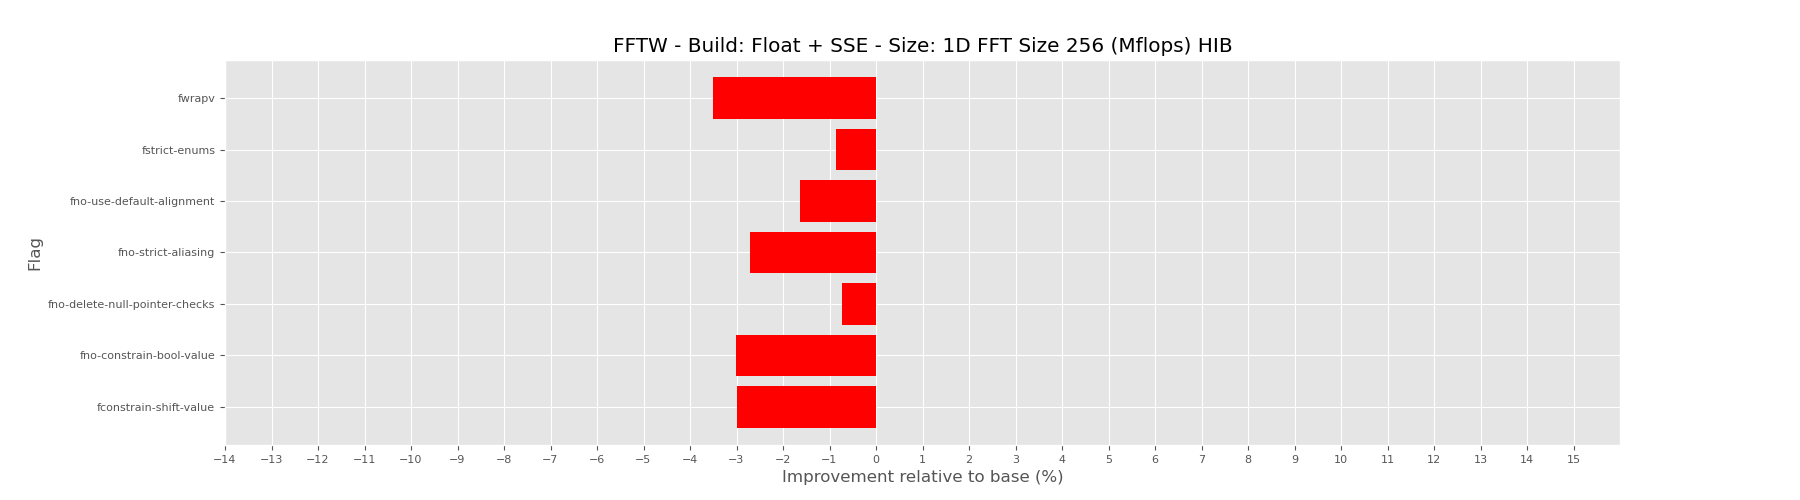 FFTW - Build: Float + SSE - Size: 1D FFT Size 256 (Mflops) HIB
Flag
fwrapv
fstrict-enums
fno-use-default-alignment
fno-strict-aliasing
fno-delete-null-pointer-checks
fno-constrain-bool-value
fconstrain-shift-value
−14 −13 −12 −11 −10 −9 −8 −7 −6 −5 −4 −3 −2 −1 0 1 2 3 4 5 6 7 8 9 10 11 12 13 14 15
Improvement relative to base (%)